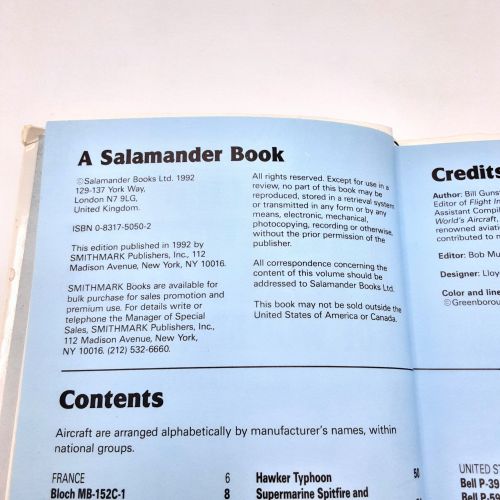 A Salamander Book
©Salamander Books Ltd. 1992
129-137 York Way,
London N7 9LG,
United Kingdom.
ISBN 0-8317-5050-2
This edition published in 1992 by
SMITHMARK Publishers, Inc., 112
Madison Avenue, New York, NY 10016.
SMITHMARK Books are available for
bulk purchase for sales promotion and
premium use. For details write or
telephone the Manager of Special
Sales, SMITHMARK Publishers, Inc.,
112 Madison Avenue, New York,
NY 10016. (212) 532-6660.
All rights reserved. Except for use in a
review, no part of this book may be
reproduced, stored in a retrieval system
or transmitted in any form or by any
means, electronic, mechanical,
photocopying, recording or otherwise,
without the prior permission of the
publisher.
All correspondence concerning the
content of this volume should be
addressed to Salamander Books Ltd.
This book may not be sold outside the
United States of America or Canada.
Credits
Author: Bill Guns
Editor of Flight In
Assistant Compil
World's Aircraft,
renowned aviatio
contributed to m
Editor: Bob Mu
Designer: Lloy
Color and line
©Greenborou
Contents
Aircraft are arranged alphabetically by manufacturer's names, within
national groups.
FRANCE 6
Bloch MB-152C-1 8
Hawker Typhoon 50
Supermarine Spitfire and
UNITED ST
Bell P-39